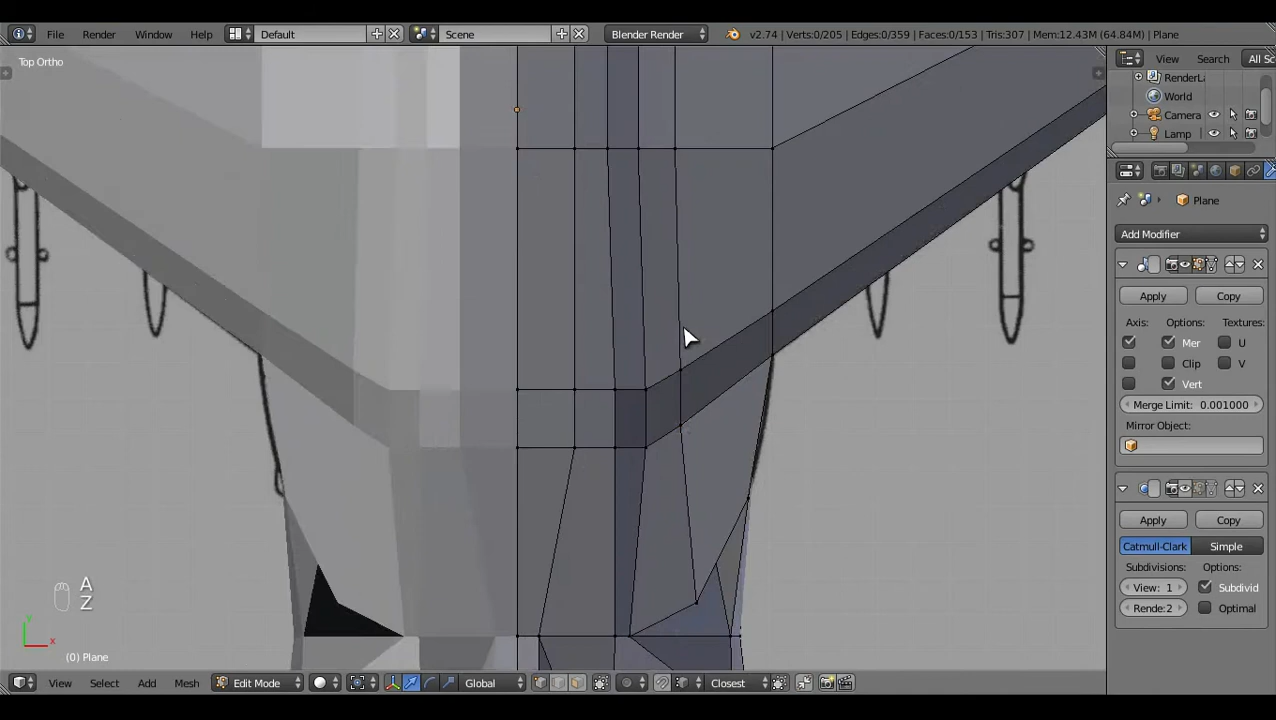 File Render Window Help Default Scene Blender Render v2.74 | Verts:0/205 | Edges:0/359 | Faces:0/153 | Tris:307 | Mem:12.43M (64.84M) | Plane
Top Ortho
View Search All Sc
RenderLa
World
Camera
Lamp
Plane
Add Modifier
Apply Copy
Axis: Options: Textures:
Mer U
Clip V
Vert
Merge Limit: 0.001000
Mirror Object:
Apply Copy
Catmull-Clark Simple
Subdivisions: Options:
View: 1 Subdivid
Rende:2 Optimal
A
Z
y
x
(0) Plane
View Select Add Mesh Edit Mode Global Closest